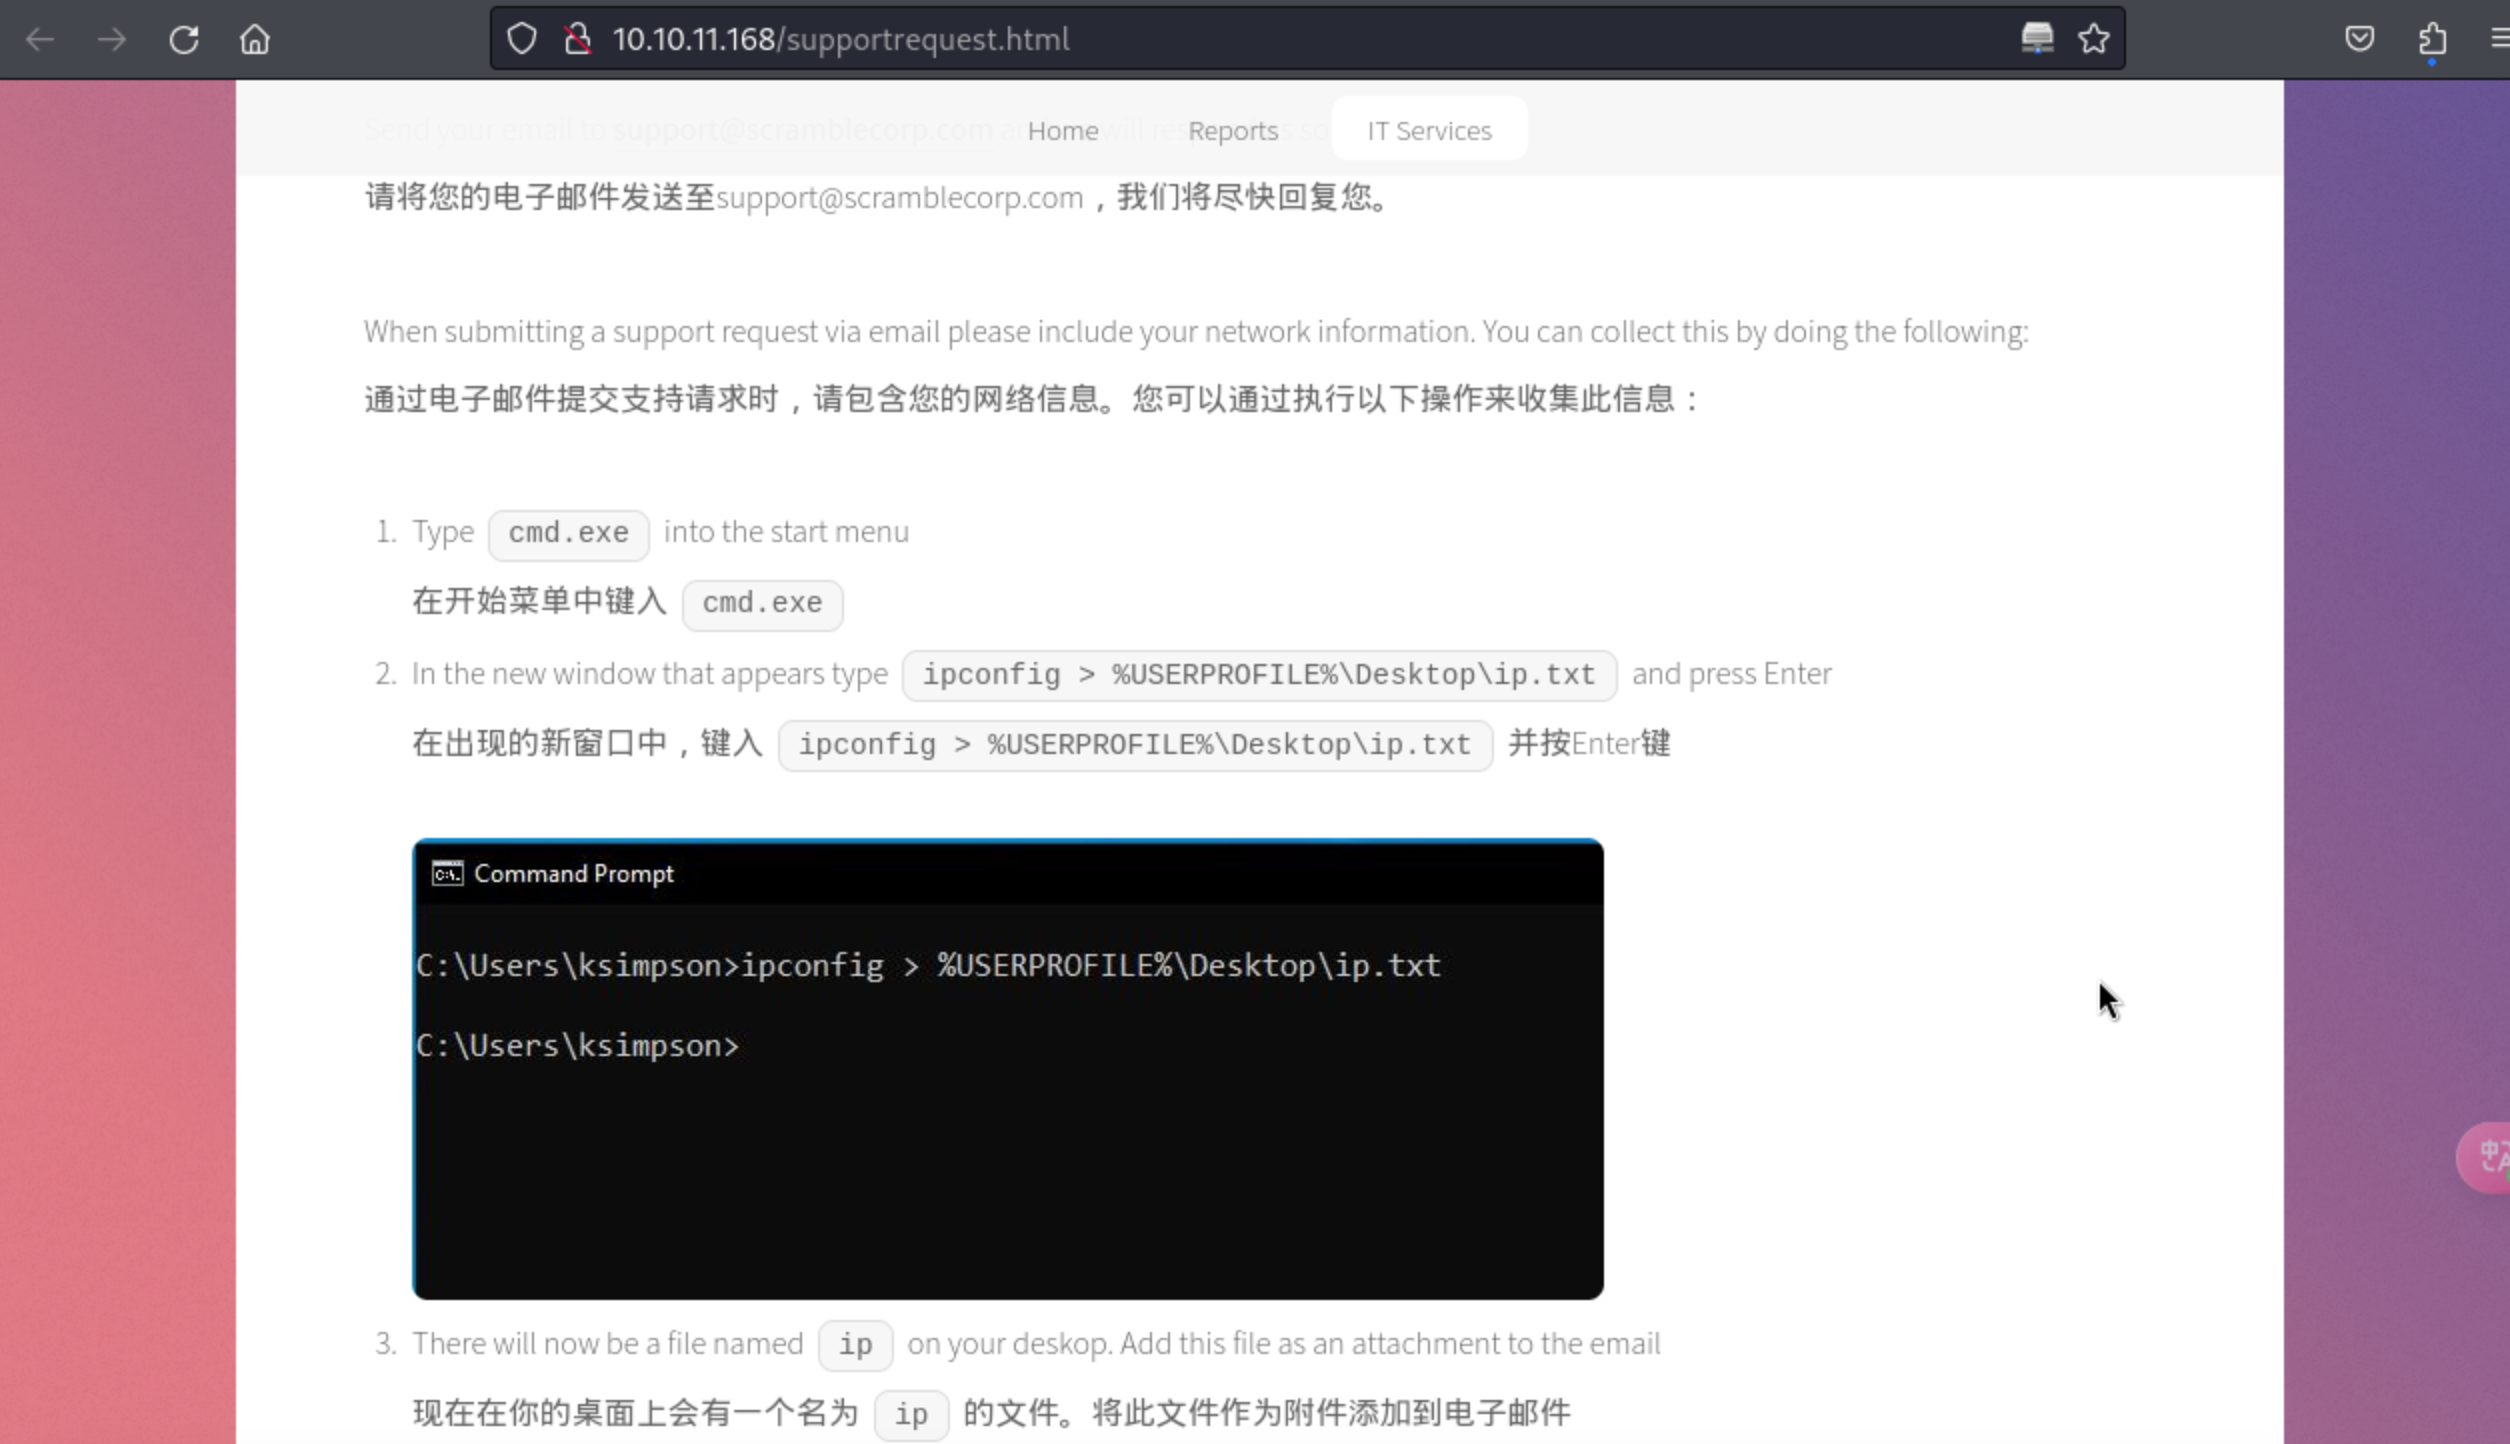 10.10.11.168/supportrequest.html
Send your email to support@scramblecorp.com
Home Reports IT Services
请将您的电子邮件发送至support@scramblecorp.com，我们将尽快回复您。
When submitting a support request via email please include your network information. You can collect this by doing the following:
通过电子邮件提交支持请求时，请包含您的网络信息。您可以通过执行以下操作来收集此信息：
1. Type cmd.exe into the start menu
在开始菜单中键入 cmd.exe
2. In the new window that appears type ipconfig > %USERPROFILE%\Desktop\ip.txt and press Enter
在出现的新窗口中，键入 ipconfig > %USERPROFILE%\Desktop\ip.txt 并按Enter键
Command Prompt
C:\Users\ksimpson>ipconfig > %USERPROFILE%\Desktop\ip.txt
C:\Users\ksimpson>
3. There will now be a file named ip on your deskop. Add this file as an attachment to the email
现在在你的桌面上会有一个名为 ip 的文件。将此文件作为附件添加到电子邮件